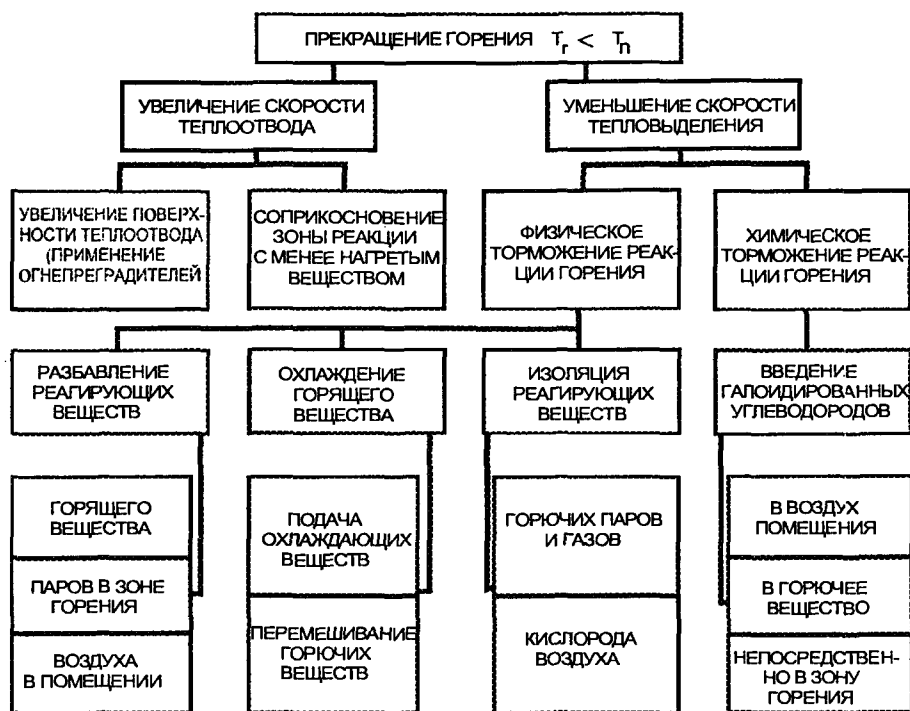 ПРЕКРАЩЕНИЕ ГОРЕНИЯ Tг < Tп
УВЕЛИЧЕНИЕ СКОРОСТИ
ТЕПЛООТВОДА
УМЕНЬШЕНИЕ СКОРОСТИ
ТЕПЛОВЫДЕЛЕНИЯ
УВЕЛИЧЕНИЕ ПОВЕРХ-
НОСТИ ТЕПЛООТВОДА
(ПРИМЕНЕНИЕ
ОГНЕПРЕГРАДИТЕЛЕЙ
СОПРИКОСНОВЕНИЕ
ЗОНЫ РЕАКЦИИ
С МЕНЕЕ НАГРЕТЫМ
ВЕЩЕСТВОМ
ФИЗИЧЕСКОЕ
ТОРМОЖЕНИЕ РЕАК-
ЦИИ ГОРЕНИЯ
ХИМИЧЕСКОЕ
ТОРМОЖЕНИЕ РЕАК-
ЦИИ ГОРЕНИЯ
РАЗБАВЛЕНИЕ
РЕАГИРУЮЩИХ
ВЕЩЕСТВ
ОХЛАЖДЕНИЕ
ГОРЯЩЕГО
ВЕЩЕСТВА
ИЗОЛЯЦИЯ
РЕАГИРУЮЩИХ
ВЕЩЕСТВ
ВВЕДЕНИЕ
ГАЛОИДИРОВАННЫХ
УГЛЕВОДОРОДОВ
ГОРЯЩЕГО
ВЕЩЕСТВА
ПАРОВ В ЗОНЕ
ГОРЕНИЯ
ВОЗДУХА
В ПОМЕЩЕНИИ
ПОДАЧА
ОХЛАЖДАЮЩИХ
ВЕЩЕСТВ
ПЕРЕМЕШИВАНИЕ
ГОРЮЧИХ
ВЕЩЕСТВ
ГОРЮЧИХ ПАРОВ
И ГАЗОВ
КИСЛОРОДА
ВОЗДУХА
В ВОЗДУХ
ПОМЕЩЕНИЯ
В ГОРЮЧЕЕ
ВЕЩЕСТВО
НЕПОСРЕДСТВЕН-
НО В ЗОНУ
ГОРЕНИЯ